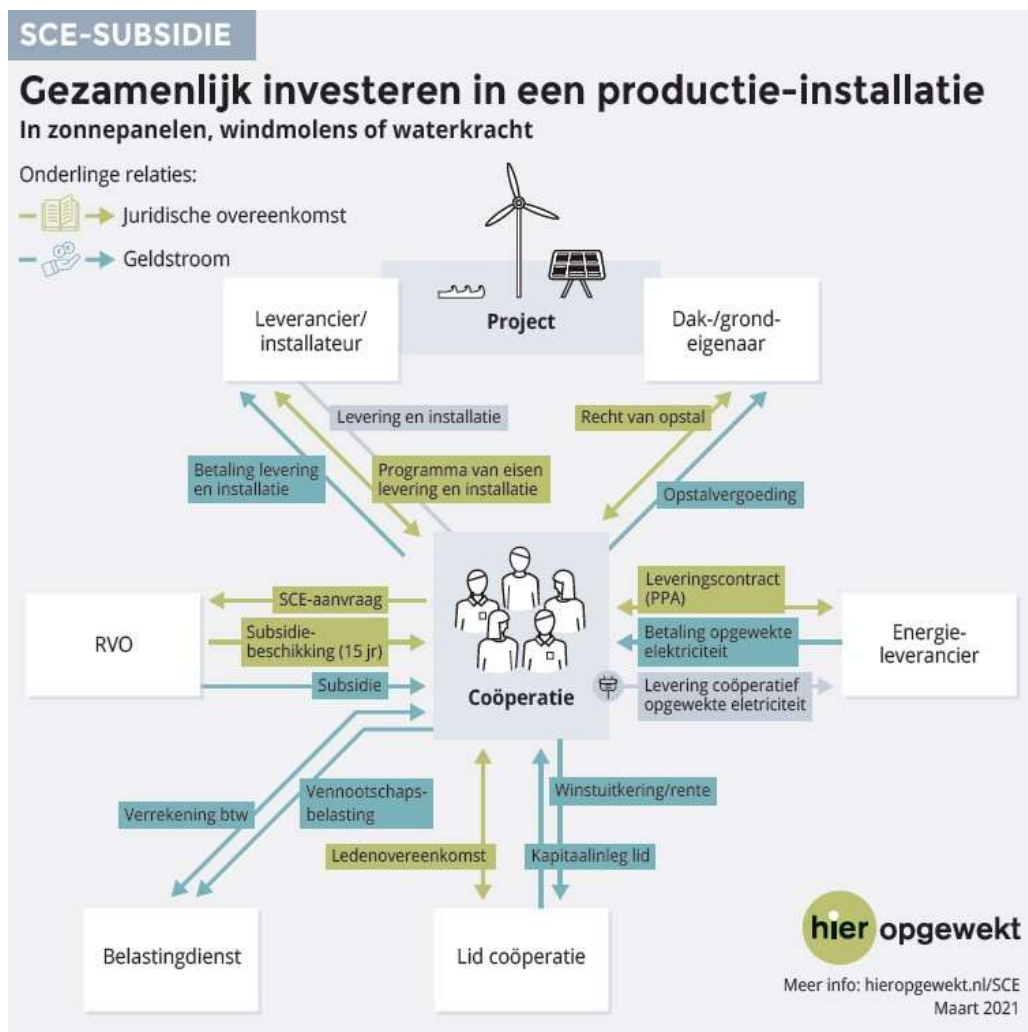 SCE-SUBSIDIE
Gezamenlijk investeren in een productie-installatie
In zonnepanelen, windmolens of waterkracht
Onderlinge relaties:
Juridische overeenkomst
Geldstroom
Project
Leverancier/
installateur
Dak-/grond-
eigenaar
Levering en installatie
Recht van opstal
Betaling levering
en installatie
Programma van eisen
levering en installatie
Opstalvergoeding
RVO
SCE-aanvraag
Subsidie-
beschikking (15 jr)
Subsidie
Coöperatie
Leveringscontract
(PPA)
Betaling opgewekte
elektriciteit
Levering coöperatief
opgewekte eletriciteit
Energie-
leverancier
Verrekening btw
Vennootschaps-
belasting
Winstuitkering/rente
Ledenovereenkomst
Kapitaalinleg lid
Belastingdienst
Lid coöperatie
hier opgewekt
Meer info: hieropgewekt.nl/SCE
Maart 2021